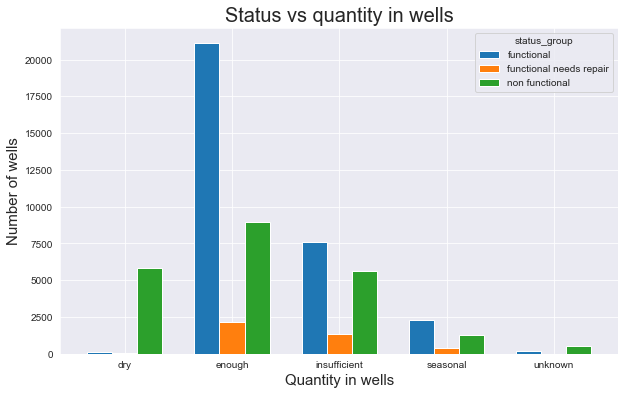 Status vs quantity in wells
status_group
functional
functional needs repair
non functional
20000
17500
15000
12500
10000
7500
5000
2500
0
Number of wells
dry enough insufficient seasonal unknown
Quantity in wells